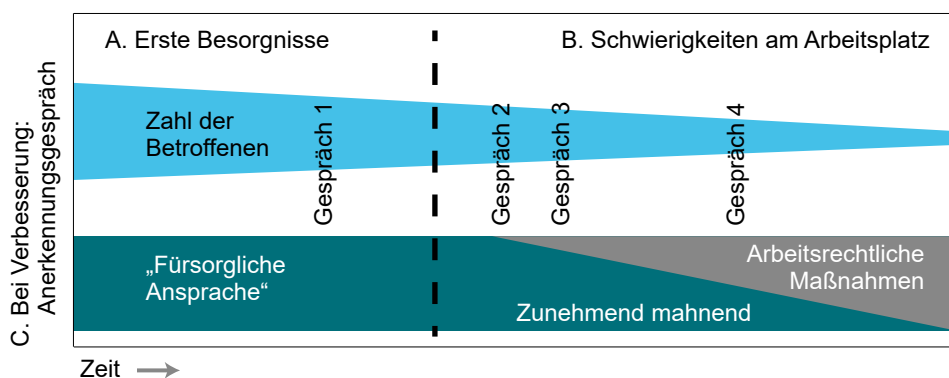 A. Erste Besorgnisse
B. Schwierigkeiten am Arbeitsplatz
C. Bei Verbesserung:
Anerkennungsgespräch
Zahl der
Betroffenen
Gespräch 1
Gespräch 2
Gespräch 3
Gespräch 4
„Fürsorgliche
Ansprache“
Arbeitsrechtliche
Maßnahmen
Zunehmend mahnend
Zeit